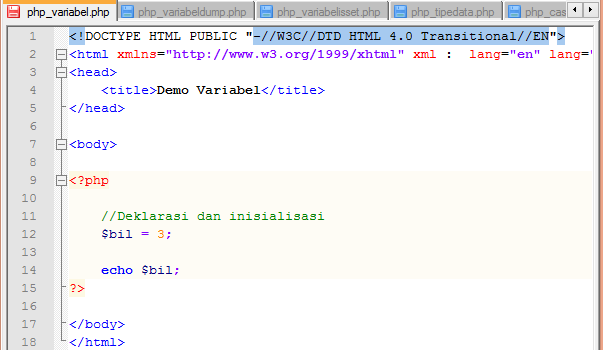 php_variabel.php php_variabeldump.php php_variabelisset.php php_tipedata.php php_cas
1 <!DOCTYPE HTML PUBLIC "-//W3C//DTD HTML 4.0 Transitional//EN">
2 <html xmlns="http://www.w3.org/1999/xhtml" xml : lang="en" lang="
3 <head>
4 <title>Demo Variabel</title>
5 </head>
6
7 <body>
8
9 <?php
10
11 //Deklarasi dan inisialisasi
12 $bil = 3;
13
14 echo $bil;
15 ?>
16
17 </body>
18 </html>